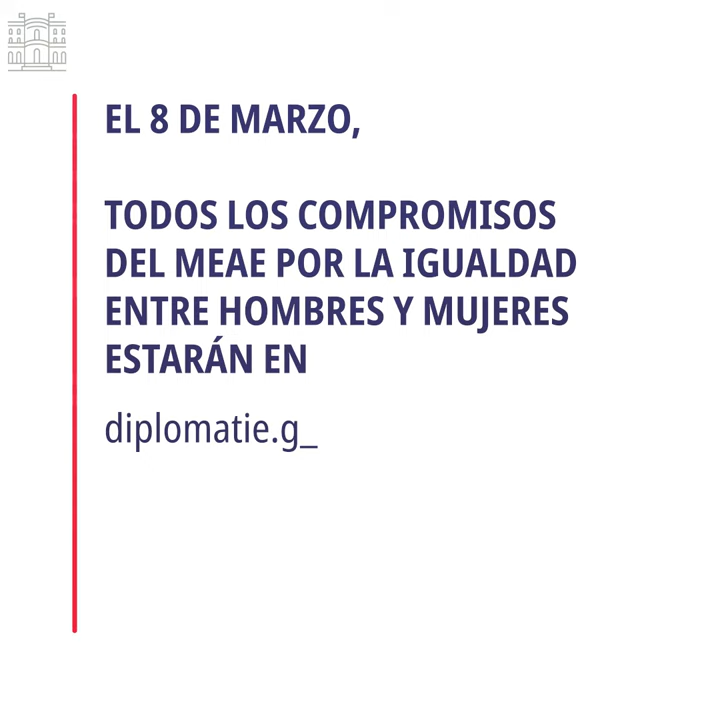 EL 8 DE MARZO,
TODOS LOS COMPROMISOS
DEL MEAE POR LA IGUALDAD
ENTRE HOMBRES Y MUJERES
ESTARÁN EN
diplomatie.g_